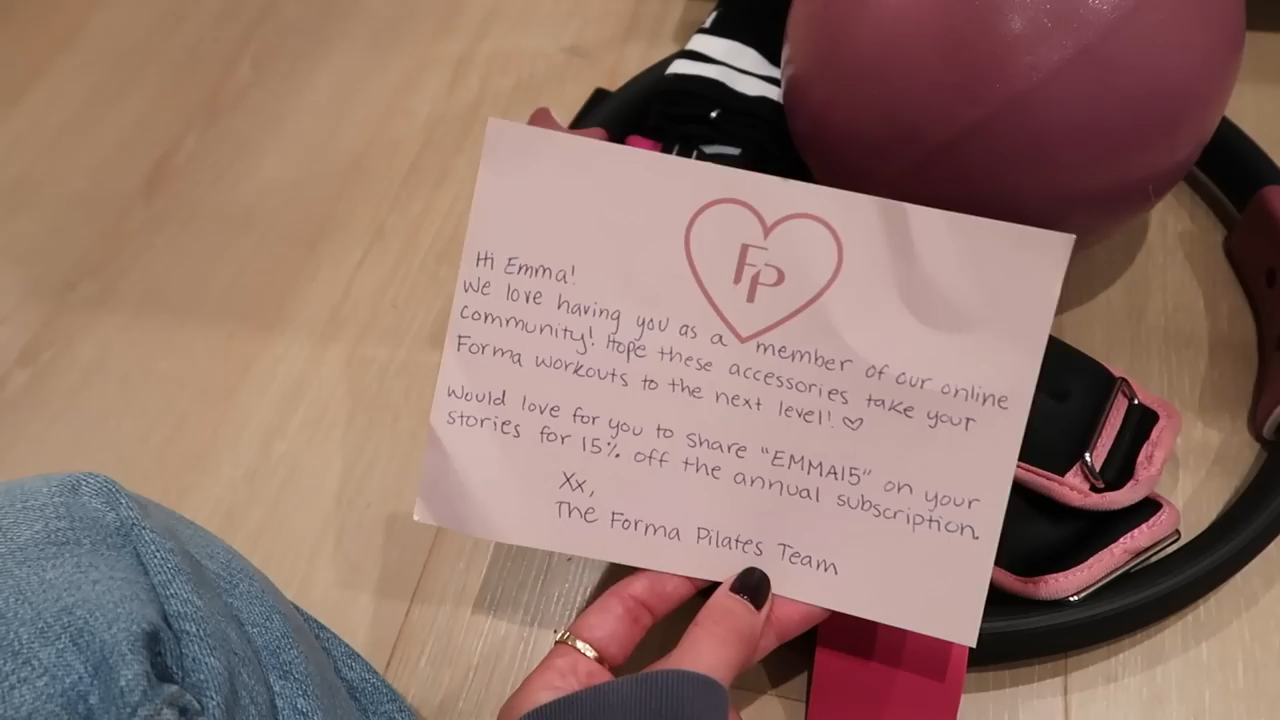 FP
Hi Emma!
We love having you as a member of our online
community! Hope these accessories take your
Forma workouts to the next level! ♡
Would love for you to share "EMMA15" on your
stories for 15% off the annual subscription.
Xx,
The Forma Pilates Team